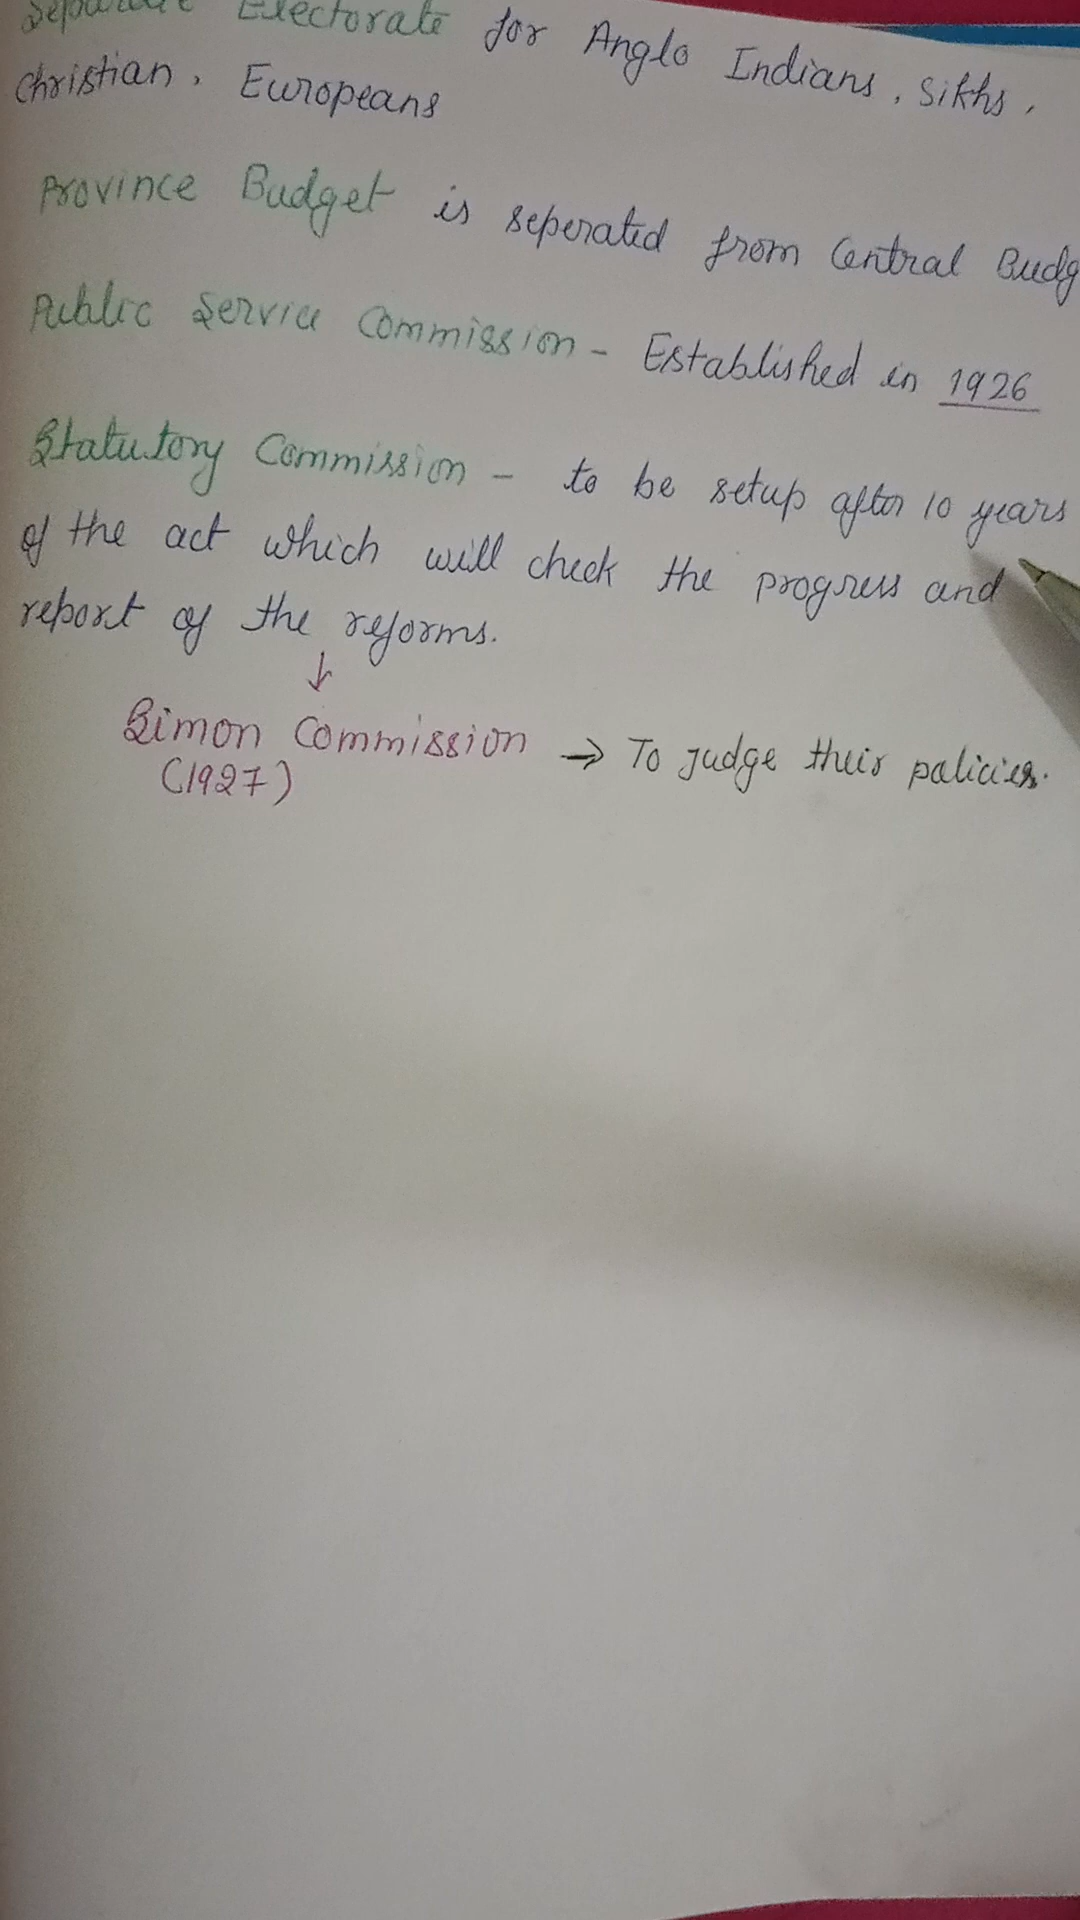 Separate Electorate for Anglo Indians, Sikhs,
Christian, Europeans
Province Budget is seperated from Central Budg
Public Service Commission - Established in 1926
Statutory Commission - to be setup after 10 years
of the act which will check the progress and
report of the reforms.
↓
Simon Commission → To judge their policies.
(1927)